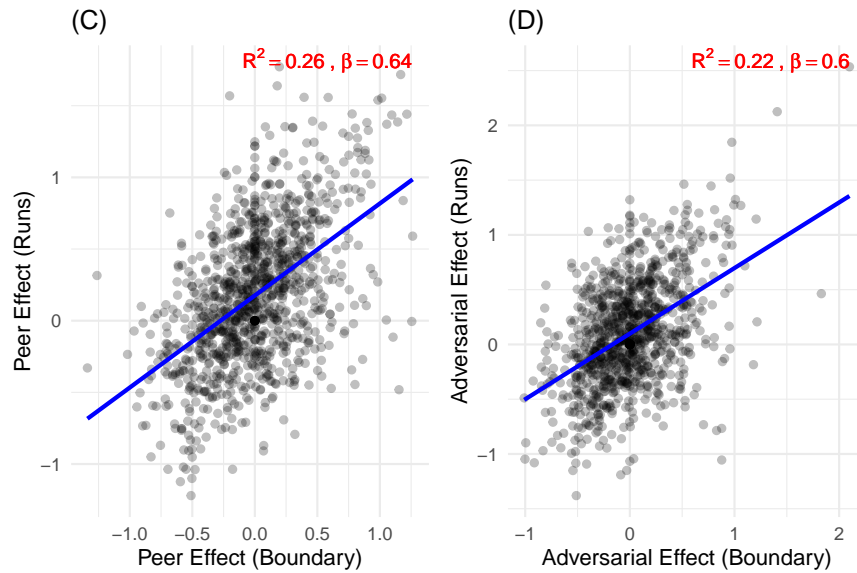 (C)
R² = 0.26 , β = 0.64
Peer Effect (Runs)
1
0
−1
−1.0
−0.5
0.0
0.5
1.0
Peer Effect (Boundary)
(D)
R² = 0.22 , β = 0.6
Adversarial Effect (Runs)
2
1
0
−1
−1
0
1
2
Adversarial Effect (Boundary)